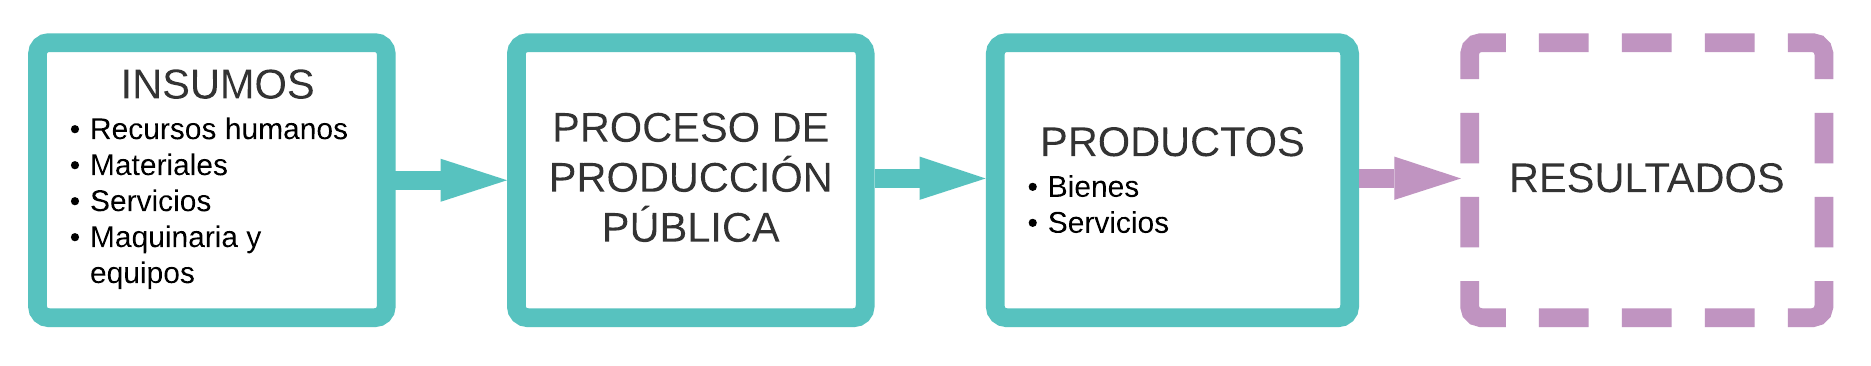 INSUMOS
• Recursos humanos
• Materiales
• Servicios
• Maquinaria y
equipos
PROCESO DE
PRODUCCIÓN
PÚBLICA
PRODUCTOS
• Bienes
• Servicios
RESULTADOS